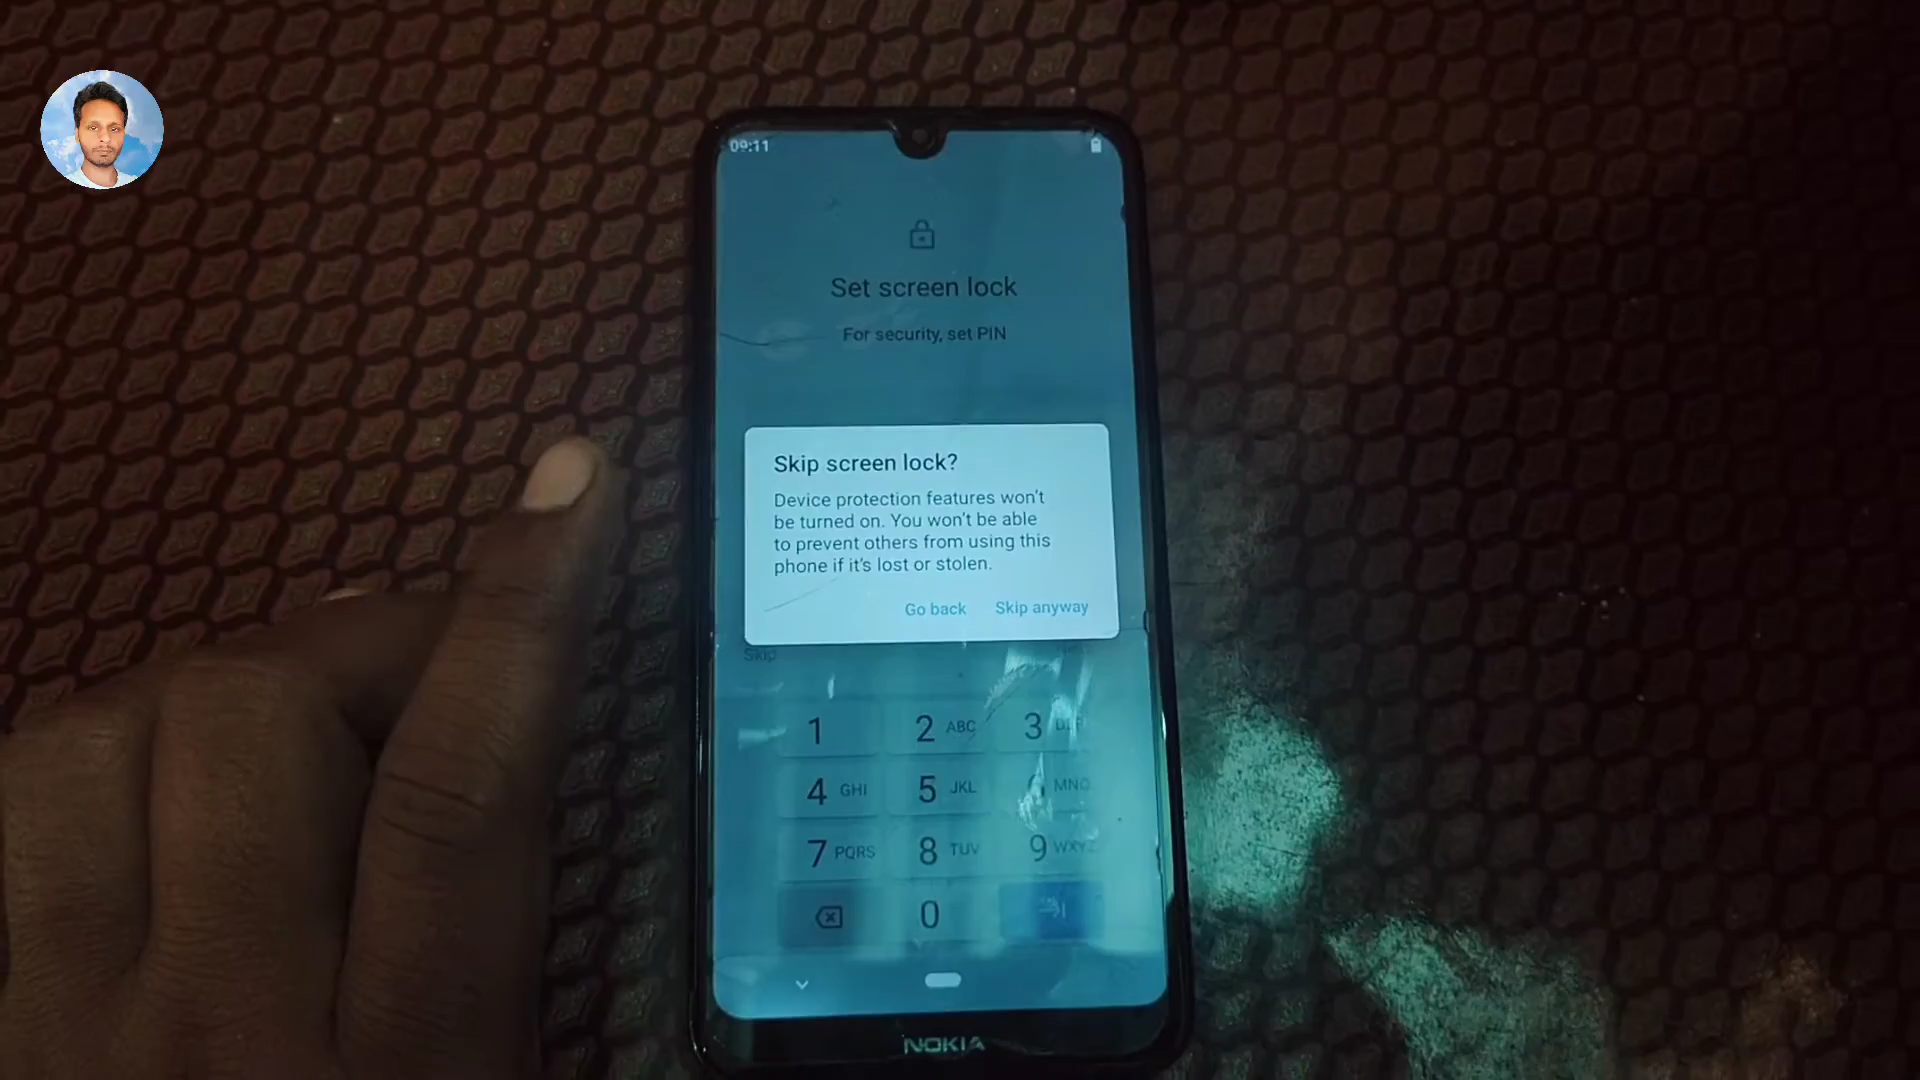 09:11
Set screen lock
For security, set PIN
Skip screen lock?
Device protection features won't
be turned on. You won't be able
to prevent others from using this
phone if it's lost or stolen.
Go back Skip anyway
Skip
1 2 ABC 3
4 GHI 5 JKL MNO
7 PQRS 8 TUV 9 WXYZ
0
NOKIA